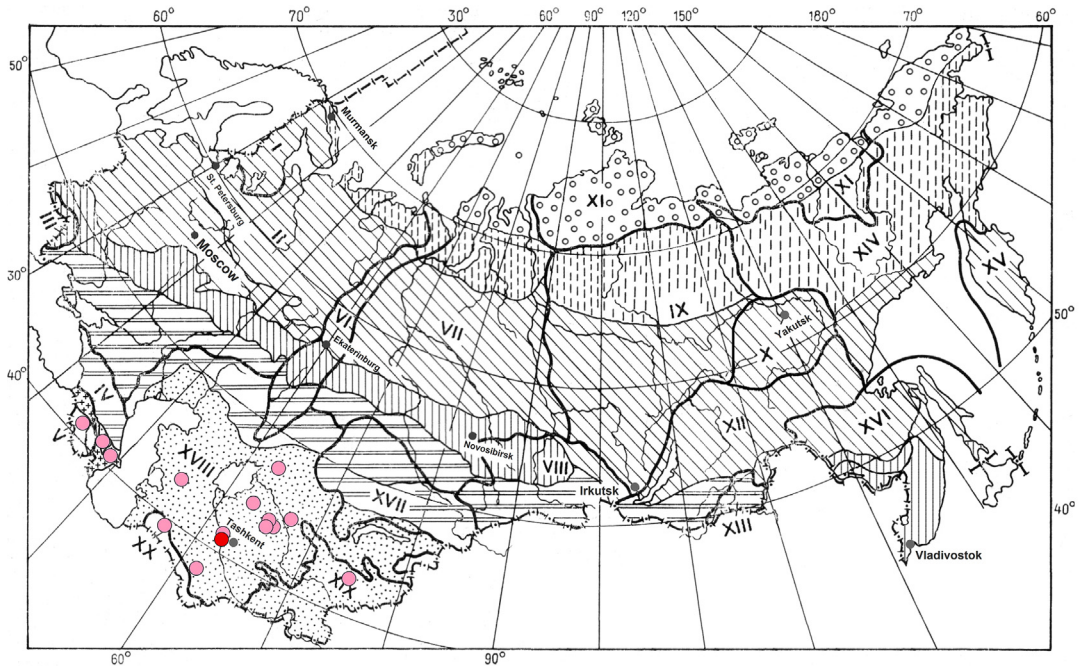 60° 70° 30° 60° 90° 120° 150° 180° 70° 60°
50°
I
Murmansk
I
St. Petersburg
XI
XI
III
II
Moscow
XIV
XV
30°
IX
VI
VII
Yakutsk
50°
Ekaterinburg
X
40°
IV
XII
XVI
V
Novosibirsk
XVIII
VIII
Irkutsk
XVII
40°
XIII
Tashkent
XX
Vladivostok
XIX
60° 90°